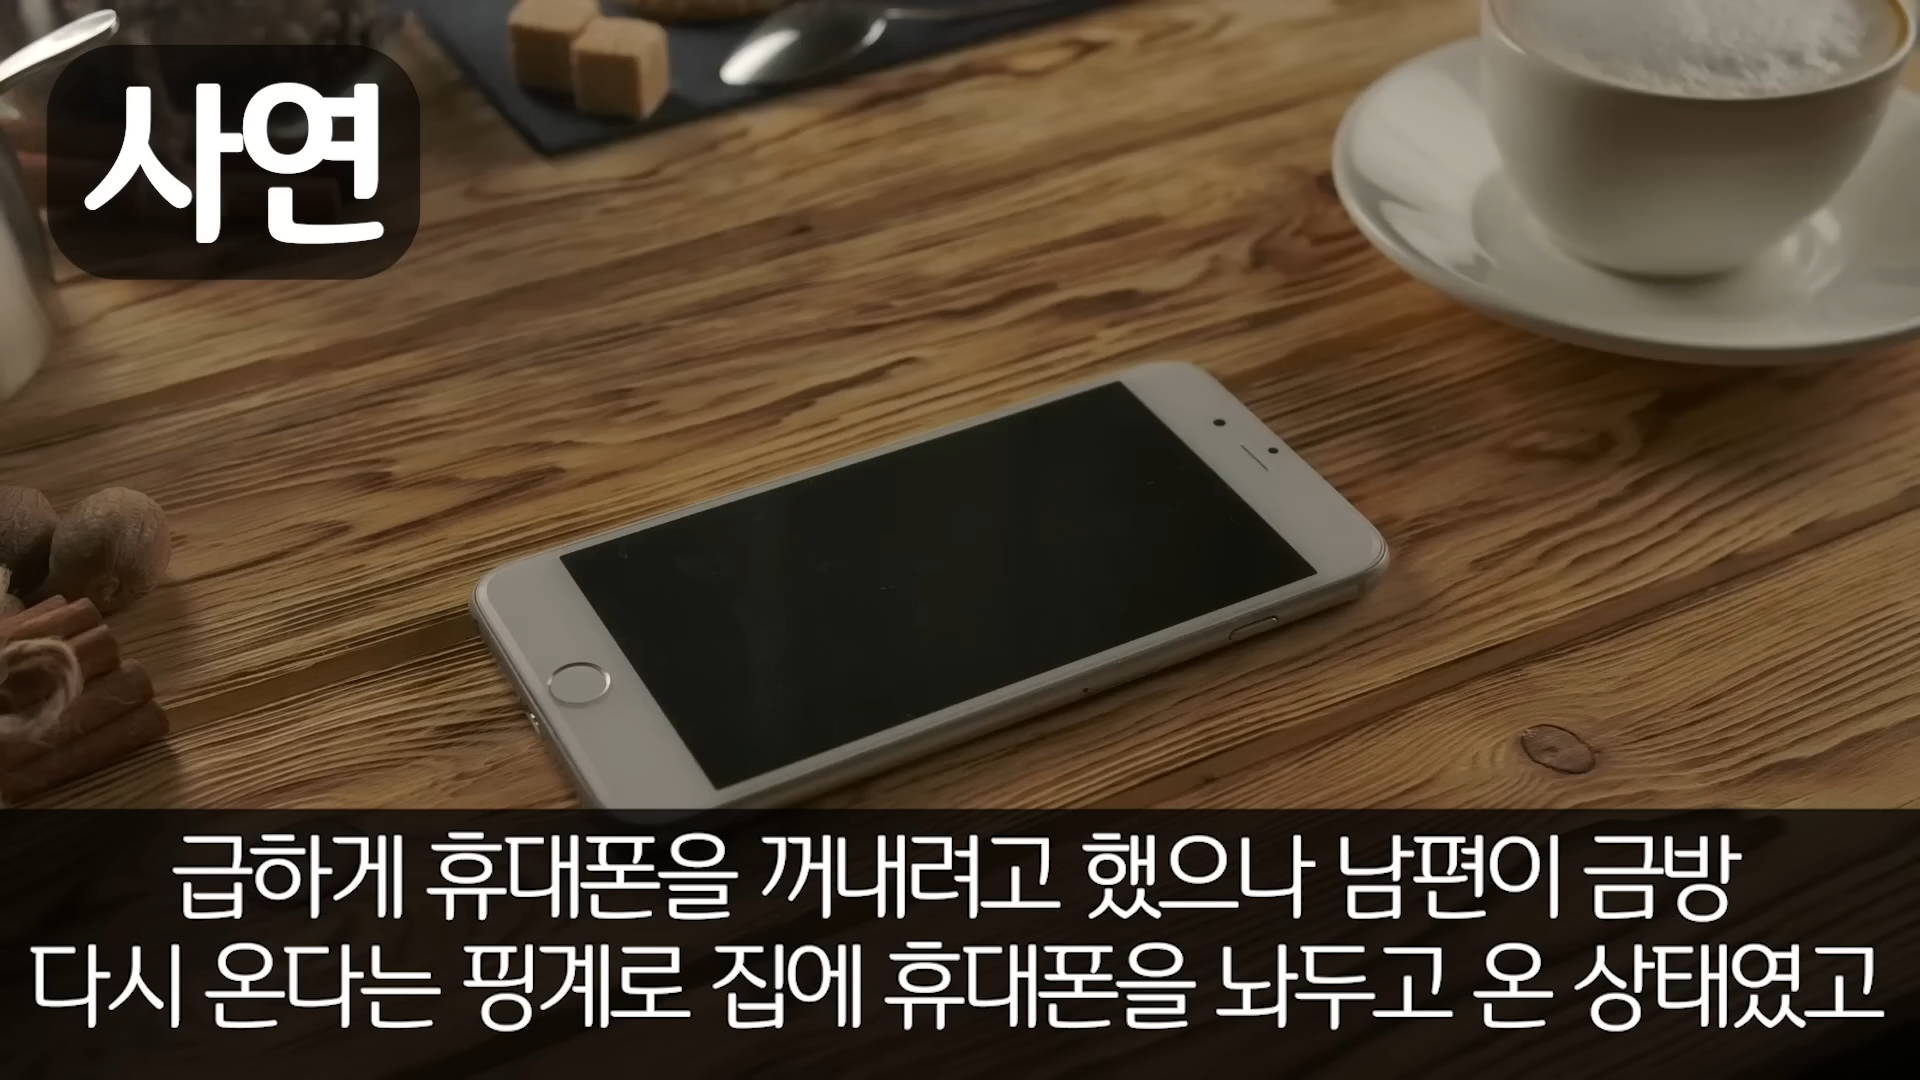 사연
급하게 휴대폰을 꺼내려고 했으나 남편이 금방
다시 온다는 핑계로 집에 휴대폰을 놔두고 온 상태였고